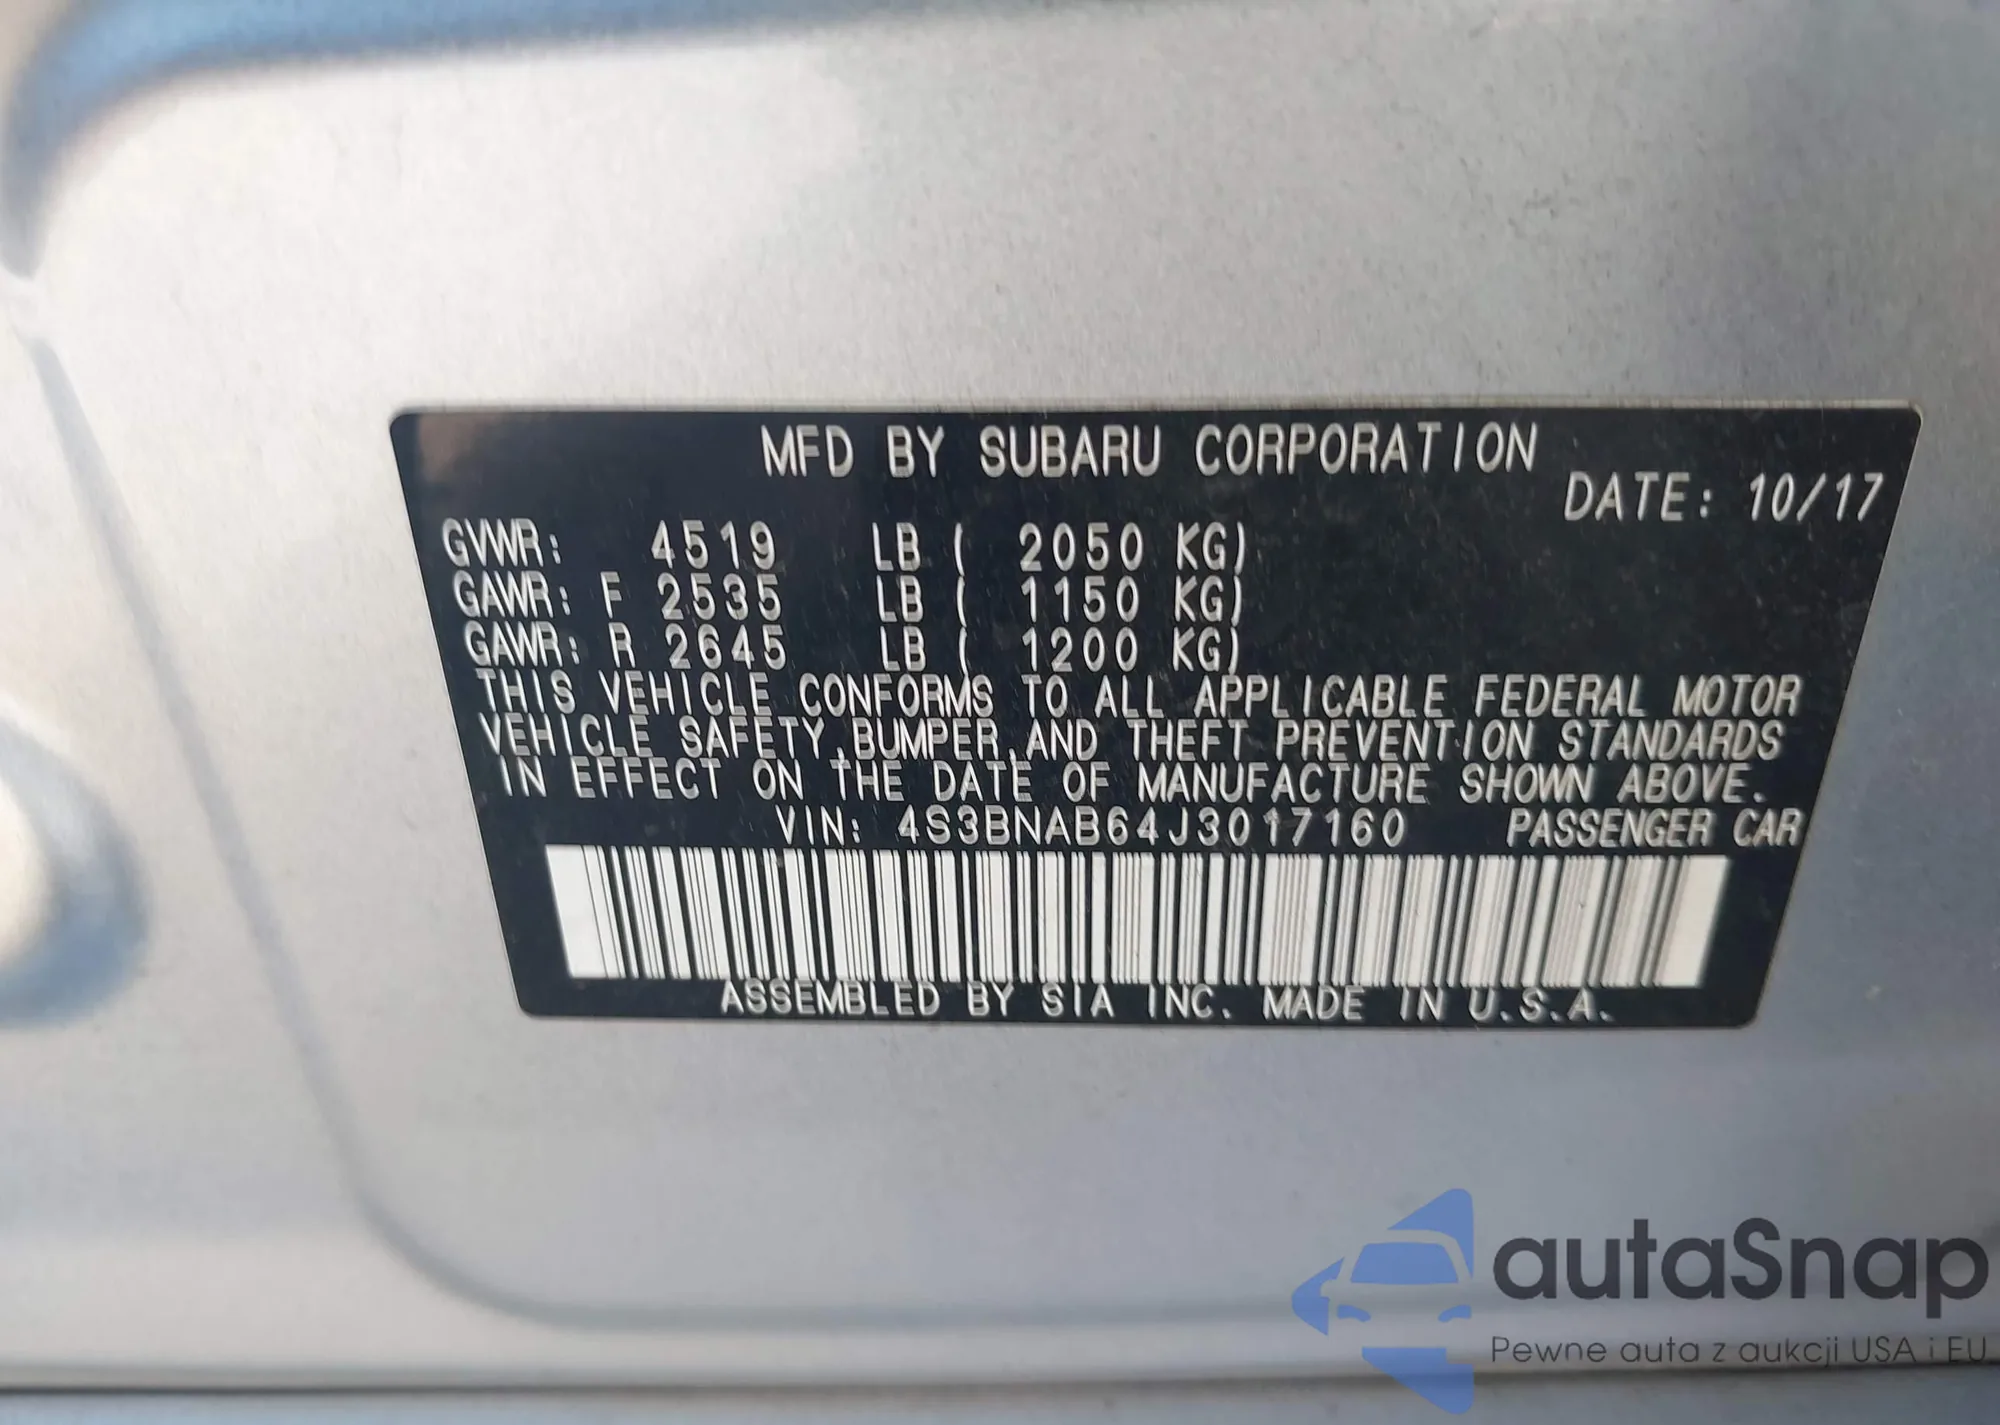 MFD BY SUBARU CORPORATION
DATE: 10/17
GVWR: 4519 LB ( 2050 KG)
GAWR: F 2535 LB ( 1150 KG)
GAWR: R 2645 LB ( 1200 KG)
THIS VEHICLE CONFORMS TO ALL APPLICABLE FEDERAL MOTOR
VEHICLE SAFETY,BUMPER,AND THEFT PREVENTION STANDARDS
IN EFFECT ON THE DATE OF MANUFACTURE SHOWN ABOVE.
VIN: 4S3BNAB64J3017160 PASSENGER CAR
ASSEMBLED BY SIA INC. MADE IN U.S.A.
autaSnap
Pewne auta z aukcji USA i EU